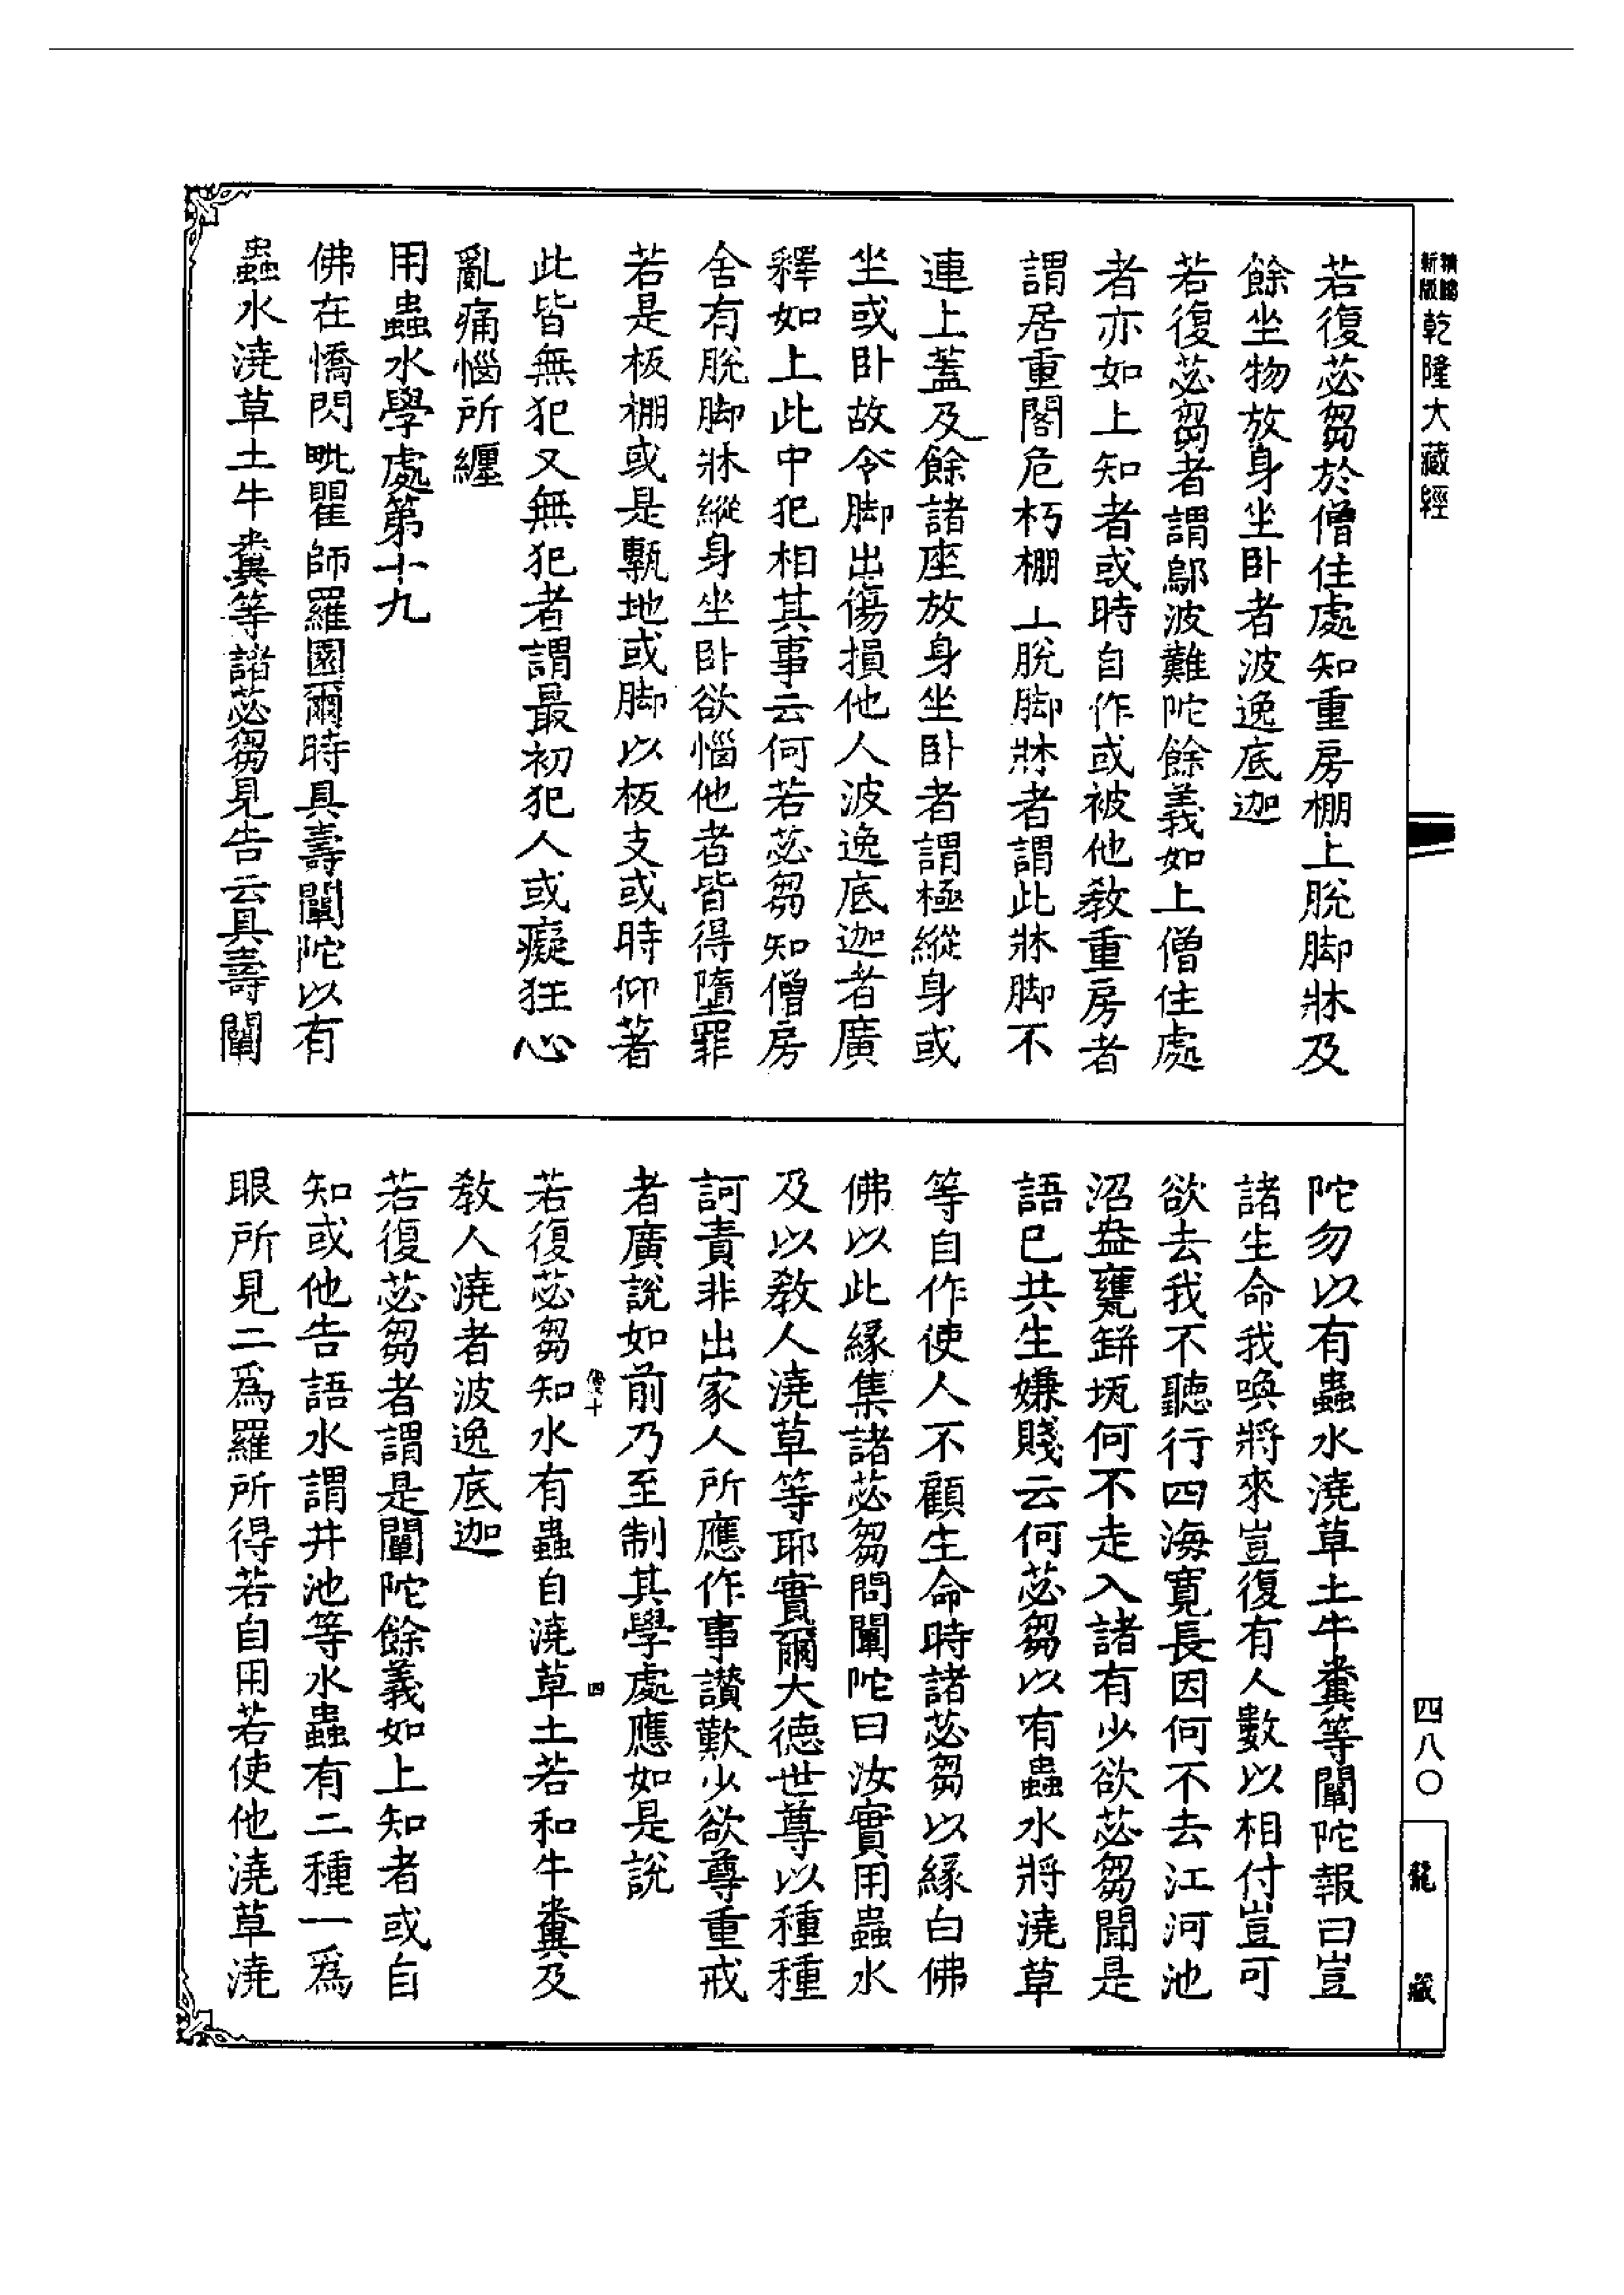 新版
乾隆大藏經
若復苾芻於僧住處知重房棚上脫脚牀及
餘坐物放身坐卧者波逸底迦
若復苾芻者謂鄔波難陀餘義如上僧住處
者亦如上知者或時自作或被他教重房者
謂居重閣危朽棚上脫脚牀者謂此牀脚不
連上蓋及餘諸座放身坐卧者謂極縱身或
坐或卧故令脚出傷損他人波逸底迦者廣
釋如上此中犯相其事云何若苾芻知僧房
舍有脫脚牀縱身坐卧欲惱他者皆得墮罪
若是板棚或是甎地或脚以板支或時仰著
此皆無犯又無犯者謂最初犯人或癡狂心
亂痛惱所纏
用蟲水學處第十九
佛在憍閃毗瞿師羅園爾時具壽闡陀以有
蟲水澆草土牛糞等諸苾芻見告云具壽闡
陀勿以有蟲水澆草土牛糞等闡陀報曰豈
諸生命我喚將來豈復有人數以相付豈可
欲去我不聽行四海寬長因何不去江河池
沼盎甕缾瓨何不走入諸有少欲苾芻聞是
語已共生嫌賤云何苾芻以有蟲水將澆草
等自作使人不顧生命時諸苾芻以緣白佛
佛以此緣集諸苾芻問闡陀曰汝實用蟲水
及以教人澆草等耶實爾大德世尊以種種
訶責非出家人所應作事讚歎少欲尊重戒
者廣說如前乃至制其學處應如是說
若復苾芻知水有蟲自澆草土若和牛糞及
教人澆者波逸底迦
若復苾芻者謂是闡陀餘義如上知者或自
知或他告語水謂井池等水蟲有二種一爲
眼所見二爲羅所得若自用若使他澆草澆
四八〇
龍藏